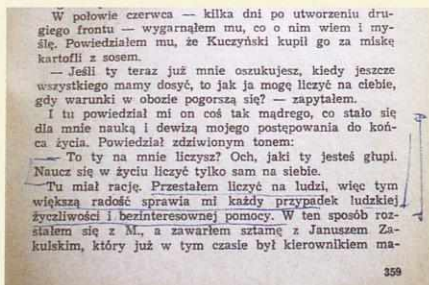 W połowie czerwca — kilka dni po utworzeniu dru-
giego frontu — wygarnąłem mu, co o nim wiem i my-
ślę. Powiedziałem mu, że Kuczyński kupił go za miskę
kartofli z sosem.
— Jeśli ty teraz już mnie oszukujesz, kiedy jeszcze
wszystkiego mamy dosyć, to jak ja mogę liczyć na ciebie,
gdy warunki w obozie pogorszą się? — zapytałem.
I tu powiedział mi on coś tak mądrego, co stało się
dla mnie nauką i dewizą mojego postępowania do koń-
ca życia. Powiedział zdziwionym tonem:
— To ty na mnie liczysz? Och, jaki ty jesteś głupi.
Naucz się w życiu liczyć tylko sam na siebie.
Tu miał rację. Przestałem liczyć na ludzi, więc tym
większą radość sprawia mi każdy przypadek ludzkiej
życzliwości i bezinteresownej pomocy. W ten sposób roz-
stałem się z M., a zawarłem sztamę z Januszem Za-
kulskim, który już w tym czasie był kierownikiem ma-
359